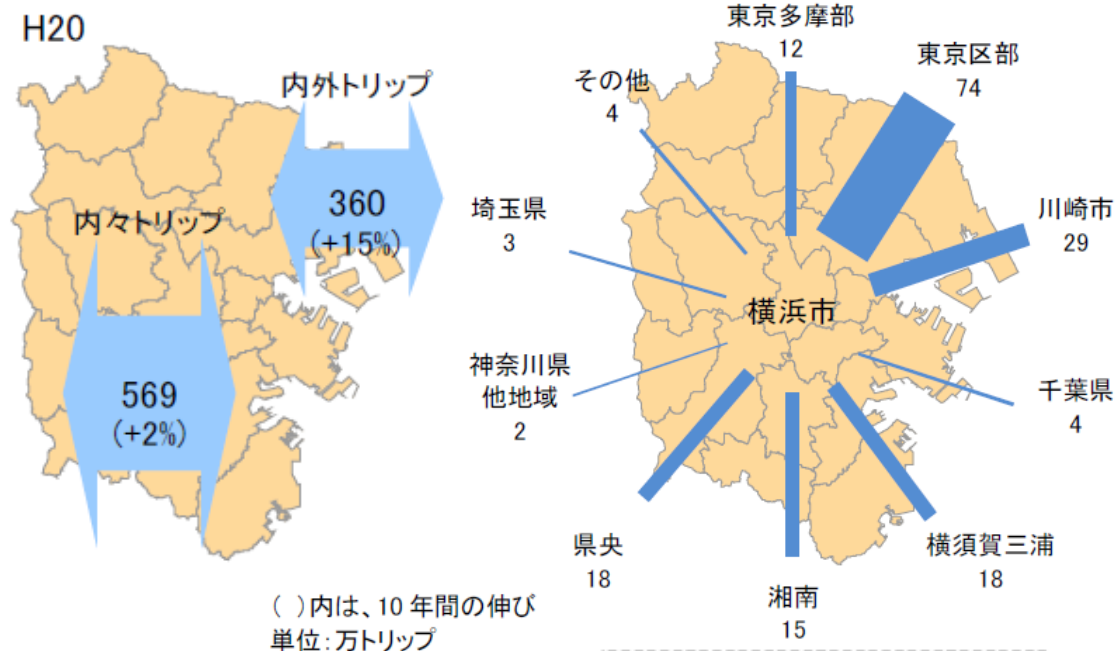 H20
内外トリップ
360
(+15%)
内々トリップ
569
(+2%)
( )内は、10年間の伸び
単位:万トリップ
東京多摩部
12
東京区部
74
その他
4
埼玉県
3
川崎市
29
横浜市
神奈川県
他地域
2
千葉県
4
県央
18
湘南
15
横須賀三浦
18